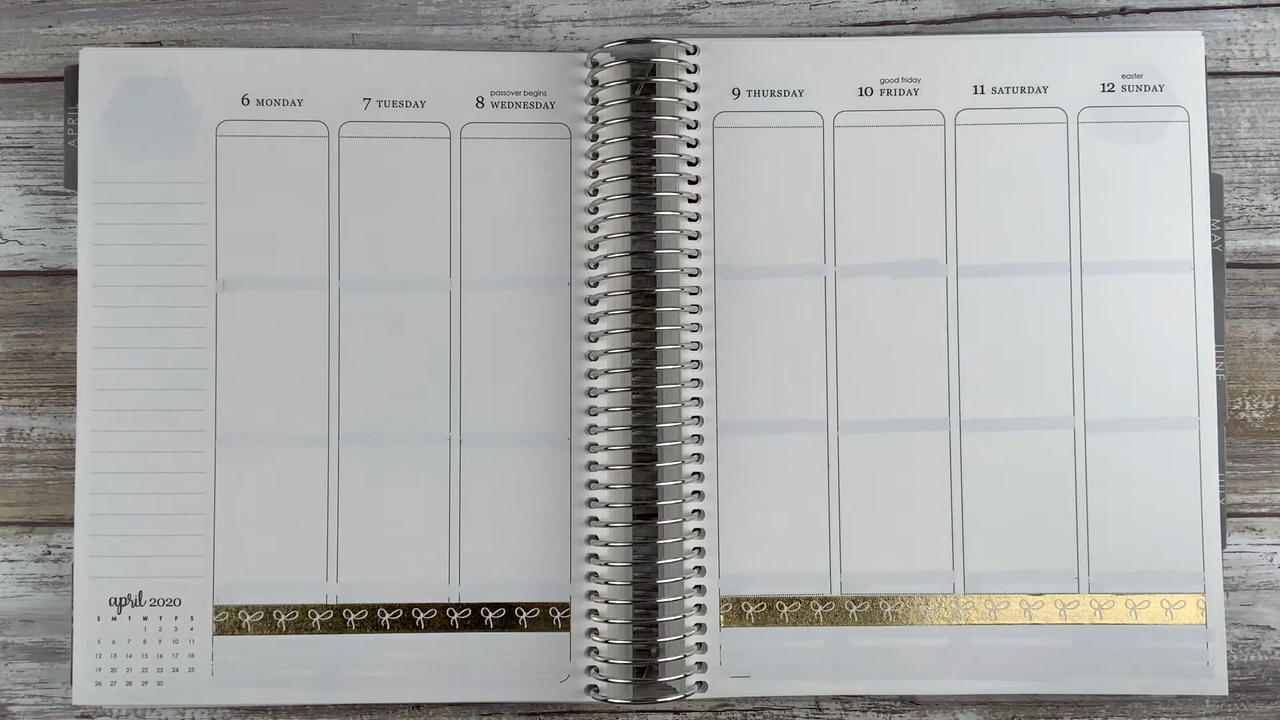 APRIL
6 MONDAY
7 TUESDAY
passover begins
8 WEDNESDAY
9 THURSDAY
good friday
10 FRIDAY
11 SATURDAY
easter
12 SUNDAY
MAY
JUNE
JULY
april 2020
S M T W T F S
1 2 3 4
5 6 7 8 9 10 11
12 13 14 15 16 17 18
19 20 21 22 23 24 25
26 27 28 29 30